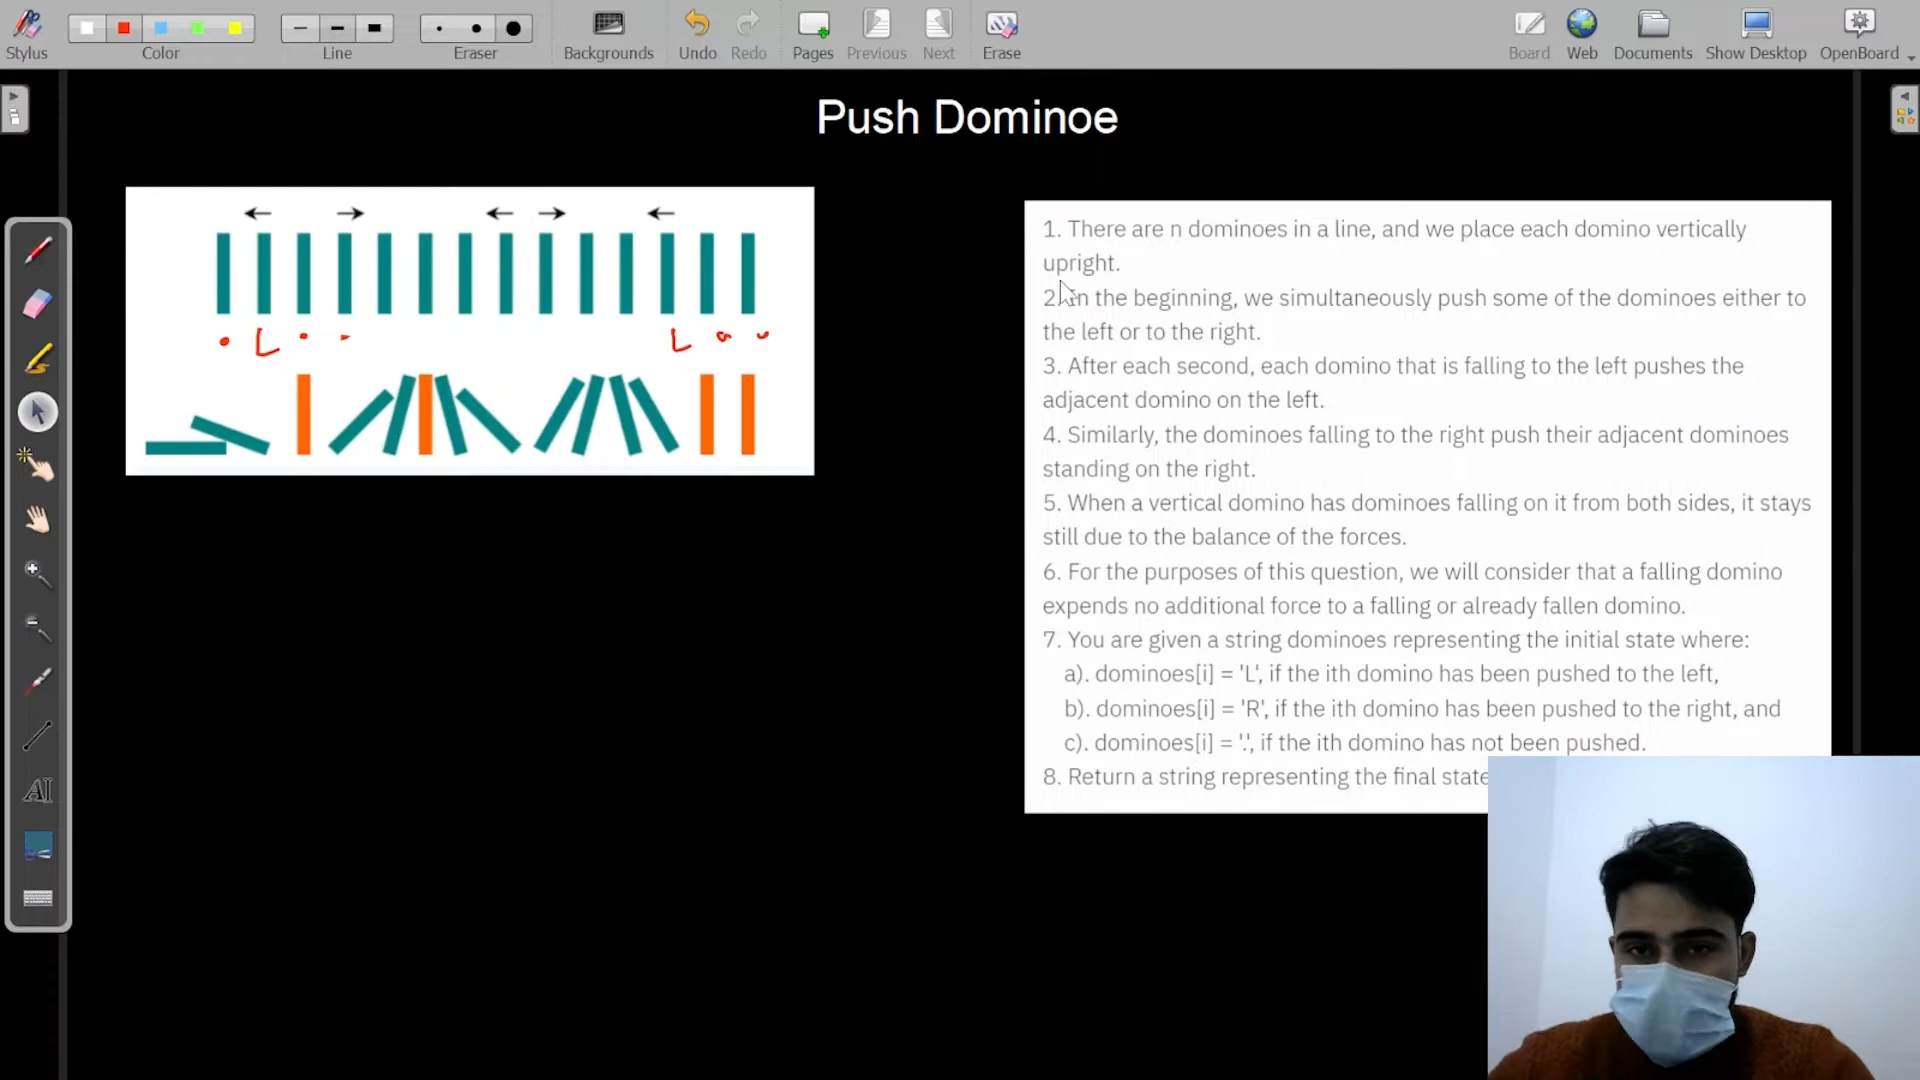 Stylus
Color
Line
Eraser
Backgrounds
Undo
Redo
Pages
Previous
Next
Erase
Board
Web
Documents
Show Desktop
OpenBoard
Push Dominoe
L
L
1. There are n dominoes in a line, and we place each domino vertically
upright.
2. In the beginning, we simultaneously push some of the dominoes either to
the left or to the right.
3. After each second, each domino that is falling to the left pushes the
adjacent domino on the left.
4. Similarly, the dominoes falling to the right push their adjacent dominoes
standing on the right.
5. When a vertical domino has dominoes falling on it from both sides, it stays
still due to the balance of the forces.
6. For the purposes of this question, we will consider that a falling domino
expends no additional force to a falling or already fallen domino.
7. You are given a string dominoes representing the initial state where:
a). dominoes[i] = 'L', if the ith domino has been pushed to the left,
b). dominoes[i] = 'R', if the ith domino has been pushed to the right, and
c). dominoes[i] = '.', if the ith domino has not been pushed.
8. Return a string representing the final state
AI